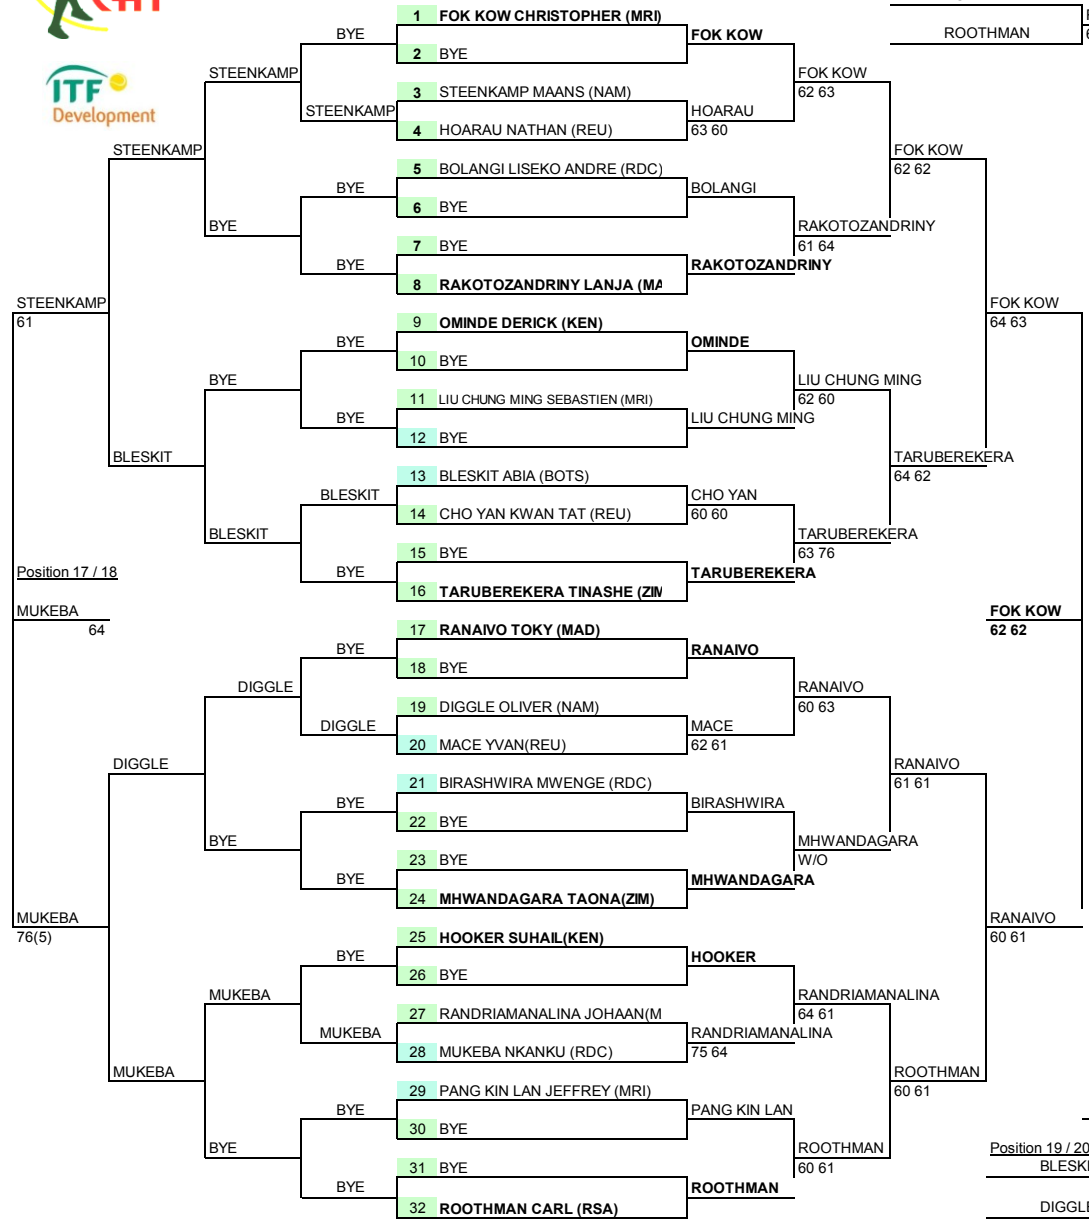 ITF
Development
ROOTHMAN
1 FOK KOW CHRISTOPHER (MRI)
BYE
FOK KOW
2 BYE
STEENKAMP
FOK KOW
62 63
3 STEENKAMP MAANS (NAM)
STEENKAMP
HOARAU
63 60
4 HOARAU NATHAN (REU)
STEENKAMP
FOK KOW
62 62
5 BOLANGI LISEKO ANDRE (RDC)
BYE
BOLANGI
6 BYE
BYE
RAKOTOZANDRINY
61 64
7 BYE
BYE
RAKOTOZANDRINY
8 RAKOTOZANDRINY LANJA (MA
STEENKAMP
61
FOK KOW
64 63
9 OMINDE DERICK (KEN)
BYE
OMINDE
10 BYE
BYE
LIU CHUNG MING
62 60
11 LIU CHUNG MING SEBASTIEN (MRI)
BYE
LIU CHUNG MING
12 BYE
BLESKIT
TARUBEREKERA
64 62
13 BLESKIT ABIA (BOTS)
BLESKIT
CHO YAN
60 60
14 CHO YAN KWAN TAT (REU)
BLESKIT
TARUBEREKERA
63 76
15 BYE
BYE
TARUBEREKERA
16 TARUBEREKERA TINASHE (ZIM
Position 17 / 18
MUKEBA
64
FOK KOW
62 62
17 RANAIVO TOKY (MAD)
BYE
RANAIVO
18 BYE
DIGGLE
RANAIVO
60 63
19 DIGGLE OLIVER (NAM)
DIGGLE
MACE
62 61
20 MACE YVAN(REU)
DIGGLE
RANAIVO
61 61
21 BIRASHWIRA MWENGE (RDC)
BYE
BIRASHWIRA
22 BYE
BYE
MHWANDAGARA
W/O
23 BYE
BYE
MHWANDAGARA
24 MHWANDAGARA TAONA(ZIM)
MUKEBA
76(5)
RANAIVO
60 61
25 HOOKER SUHAIL(KEN)
BYE
HOOKER
26 BYE
MUKEBA
RANDRIAMANALINA
64 61
27 RANDRIAMANALINA JOHAAN(M
MUKEBA
RANDRIAMANALINA
75 64
28 MUKEBA NKANKU (RDC)
MUKEBA
ROOTHMAN
60 61
29 PANG KIN LAN JEFFREY (MRI)
BYE
PANG KIN LAN
30 BYE
BYE
ROOTHMAN
60 61
31 BYE
BYE
ROOTHMAN
32 ROOTHMAN CARL (RSA)
Position 19 / 20
BLESKI
DIGGLE